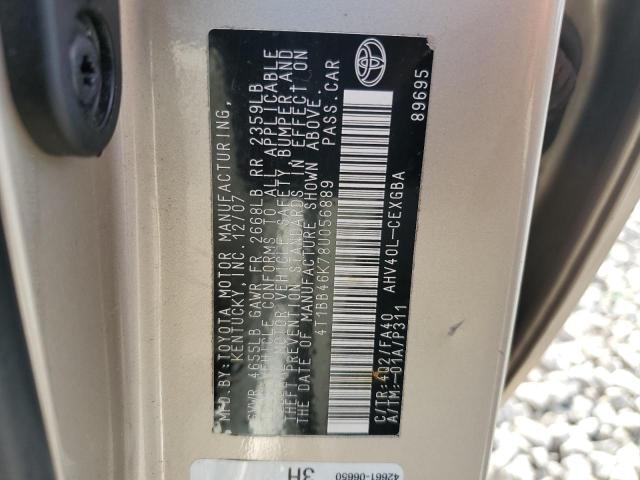 MFD.BY:TOYOTA MOTOR MANUFACTURING,
KENTUCKY, INC. 12/07
GVWR 4655LB GAWR FR 2668LB RR 2359LB
VEHICLE CONFORMS TO ALL APPLICABLE
MOTOR VEHICLE SAFETY, BUMPER AND
THEFT PREVENTION STANDARDS IN EFFECT ON
THE DATE OF MANUFACTURE SHOWN ABOVE.
4T1BB46K78U056889 PASS. CAR
AHV40L-CEXGBA
C/TR:4Q2/FA40
A/TM:-01A/P311 89695
42661-06650
3H